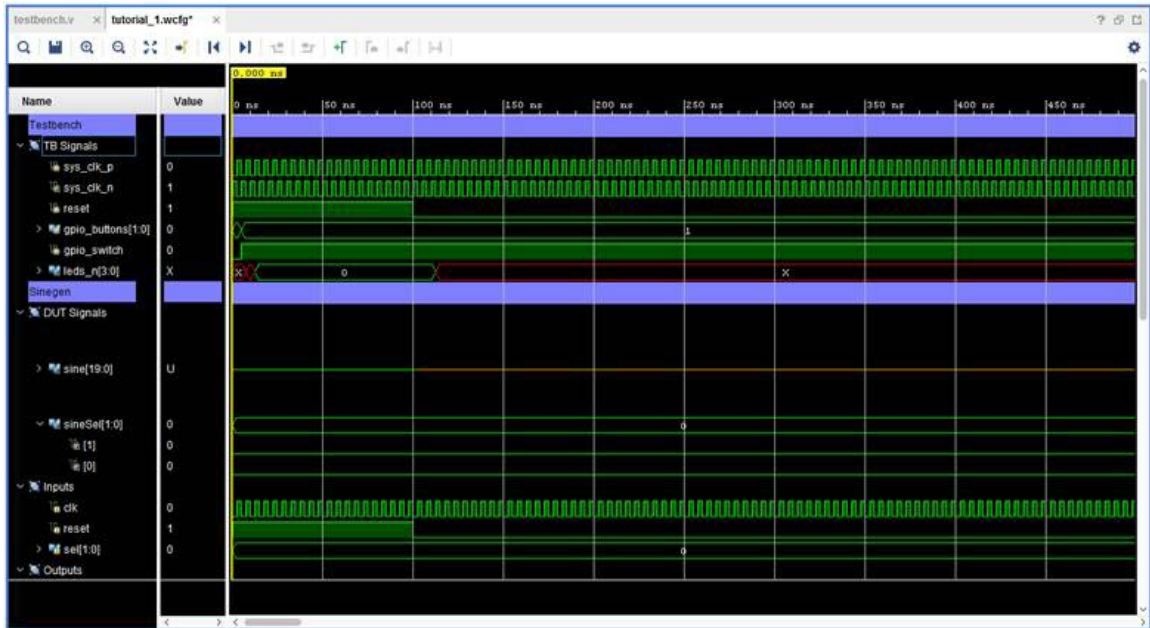 testbench.v × tutorial_1.wcfg* × ? 
0.000 ns
Name Value 0 ns 50 ns 100 ns 150 ns 200 ns 250 ns 300 ns 350 ns 400 ns 450 ns
Testbench
TB Signals
sys_clk_p 0
sys_clk_n 1
reset 1
gpio_buttons[1:0] 0 1
gpio_switch 0
leds_n[3:0] X X 0 X
Sinegen
DUT Signals
sine[19:0] U
sineSel[1:0] 0 0
[1] 0
[0] 0
Inputs
clk 0
reset 1
sel[1:0] 0 0
Outputs